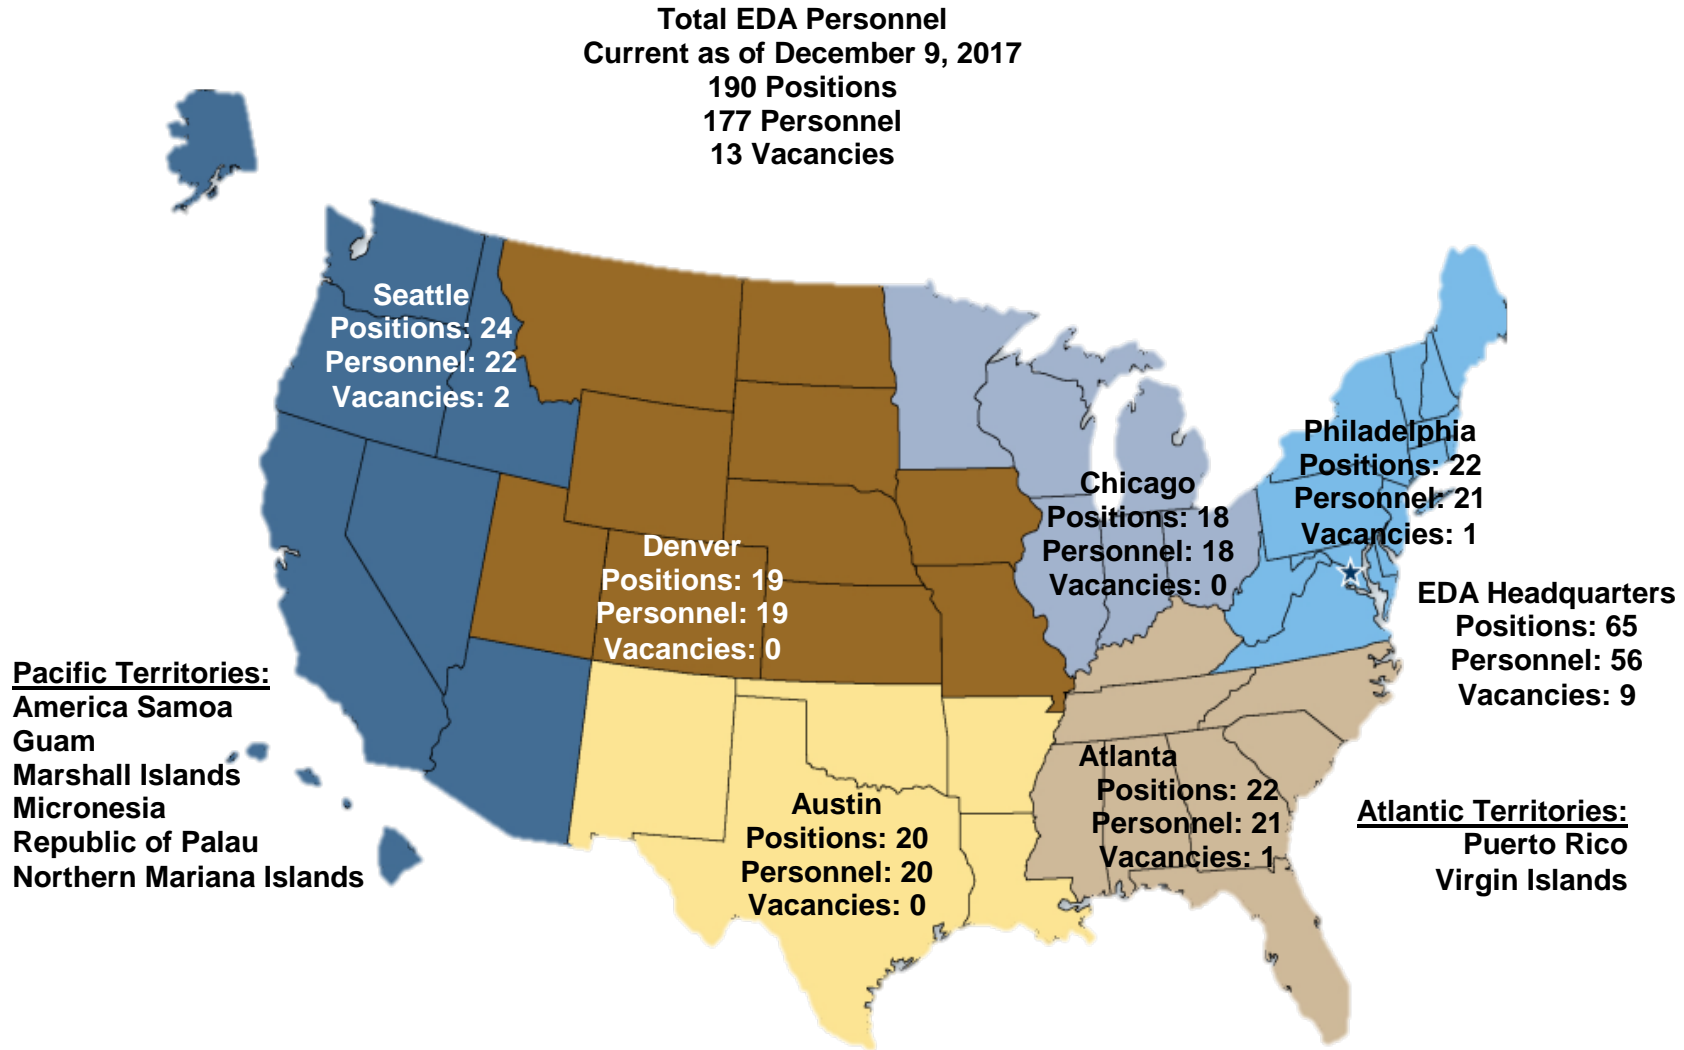 Total EDA Personnel
Current as of December 9, 2017
190 Positions
177 Personnel
13 Vacancies
Seattle
Positions: 24
Personnel: 22
Vacancies: 2
Denver
Positions: 19
Personnel: 19
Vacancies: 0
Chicago
Positions: 18
Personnel: 18
Vacancies: 0
Philadelphia
Positions: 22
Personnel: 21
Vacancies: 1
EDA Headquarters
Positions: 65
Personnel: 56
Vacancies: 9
Pacific Territories:
America Samoa
Guam
Marshall Islands
Micronesia
Republic of Palau
Northern Mariana Islands
Austin
Positions: 20
Personnel: 20
Vacancies: 0
Atlanta
Positions: 22
Personnel: 21
Vacancies: 1
Atlantic Territories:
Puerto Rico
Virgin Islands